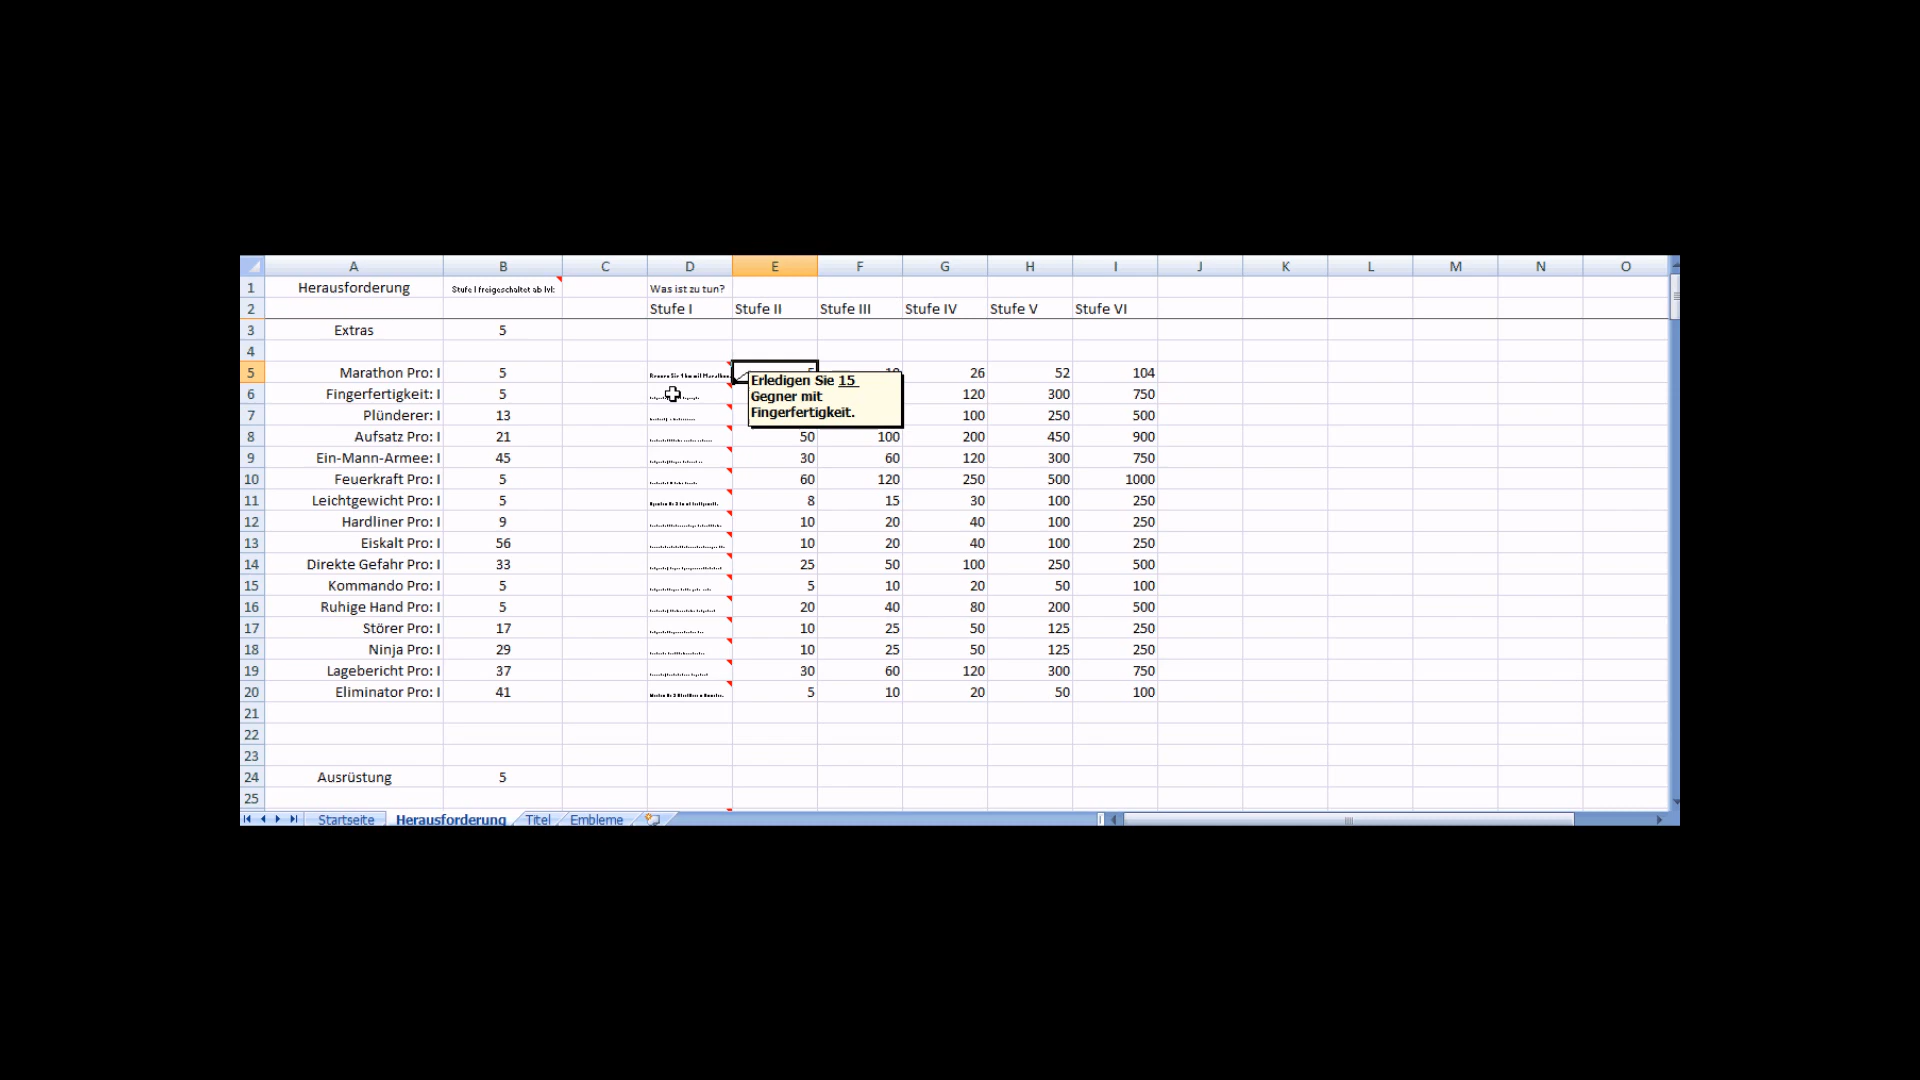 A B C D E F G H I J K L M N O
1 Herausforderung Stufe I freigeschaltet ab lvl: Was ist zu tun?
2 Stufe I Stufe II Stufe III Stufe IV Stufe V Stufe VI
3 Extras 5
4
5 Marathon Pro: I 5 26 52 104
6 Fingerfertigkeit: I 5 120 300 750
7 Plünderer: I 13 100 250 500
Erledigen Sie 15
Gegner mit
Fingerfertigkeit.
8 Aufsatz Pro: I 21 50 100 200 450 900
9 Ein-Mann-Armee: I 45 30 60 120 300 750
10 Feuerkraft Pro: I 5 60 120 250 500 1000
11 Leichtgewicht Pro: I 5 8 15 30 100 250
12 Hardliner Pro: I 9 10 20 40 100 250
13 Eiskalt Pro: I 56 10 20 40 100 250
14 Direkte Gefahr Pro: I 33 25 50 100 250 500
15 Kommando Pro: I 5 5 10 20 50 100
16 Ruhige Hand Pro: I 5 20 40 80 200 500
17 Störer Pro: I 17 10 25 50 125 250
18 Ninja Pro: I 29 10 25 50 125 250
19 Lagebericht Pro: I 37 30 60 120 300 750
20 Eliminator Pro: I 41 5 10 20 50 100
21
22
23
24 Ausrüstung 5
25
Startseite Herausforderung Titel Embleme